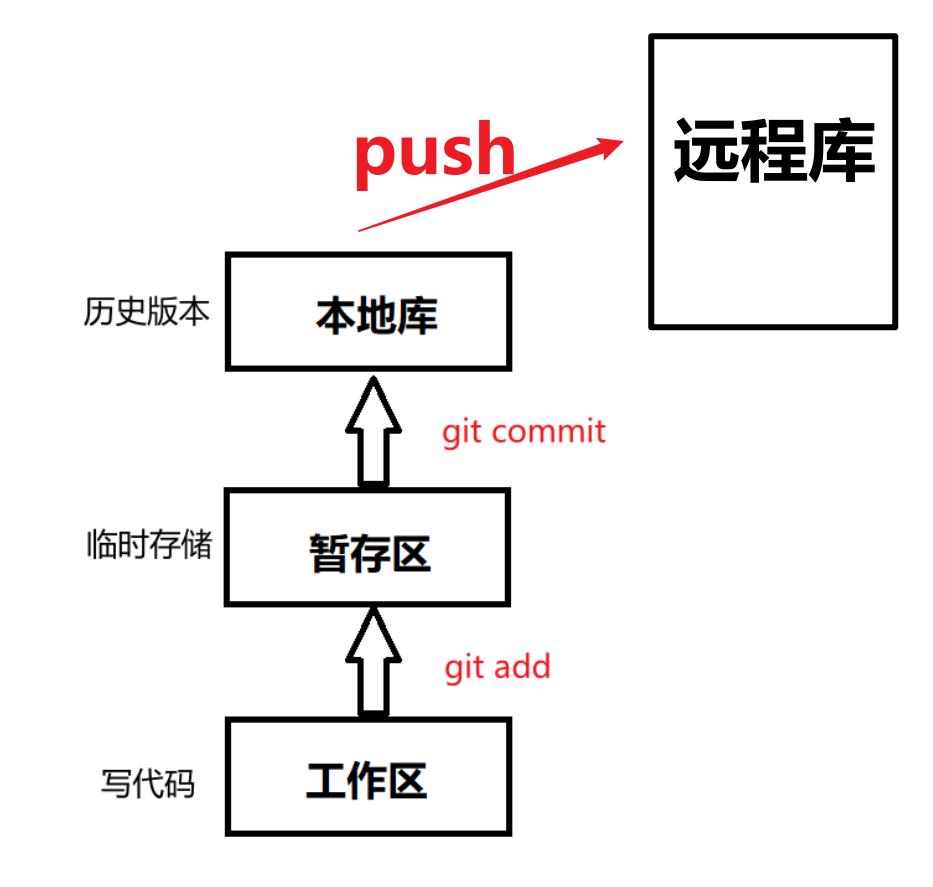 远程库
push
历史版本
本地库
git commit
临时存储
暂存区
git add
写代码
工作区